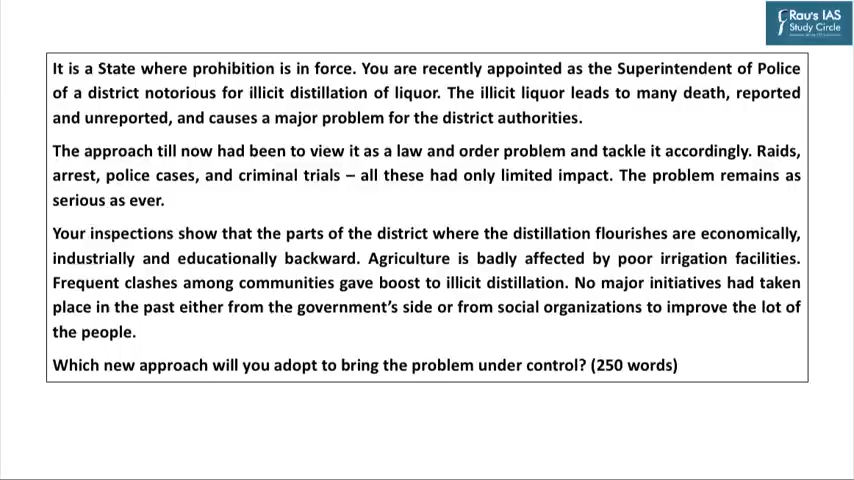 Rau's IAS
Study Circle
It is a State where prohibition is in force. You are recently appointed as the Superintendent of Police
of a district notorious for illicit distillation of liquor. The illicit liquor leads to many death, reported
and unreported, and causes a major problem for the district authorities.
The approach till now had been to view it as a law and order problem and tackle it accordingly. Raids,
arrest, police cases, and criminal trials – all these had only limited impact. The problem remains as
serious as ever.
Your inspections show that the parts of the district where the distillation flourishes are economically,
industrially and educationally backward. Agriculture is badly affected by poor irrigation facilities.
Frequent clashes among communities gave boost to illicit distillation. No major initiatives had taken
place in the past either from the government's side or from social organizations to improve the lot of
the people.
Which new approach will you adopt to bring the problem under control? (250 words)